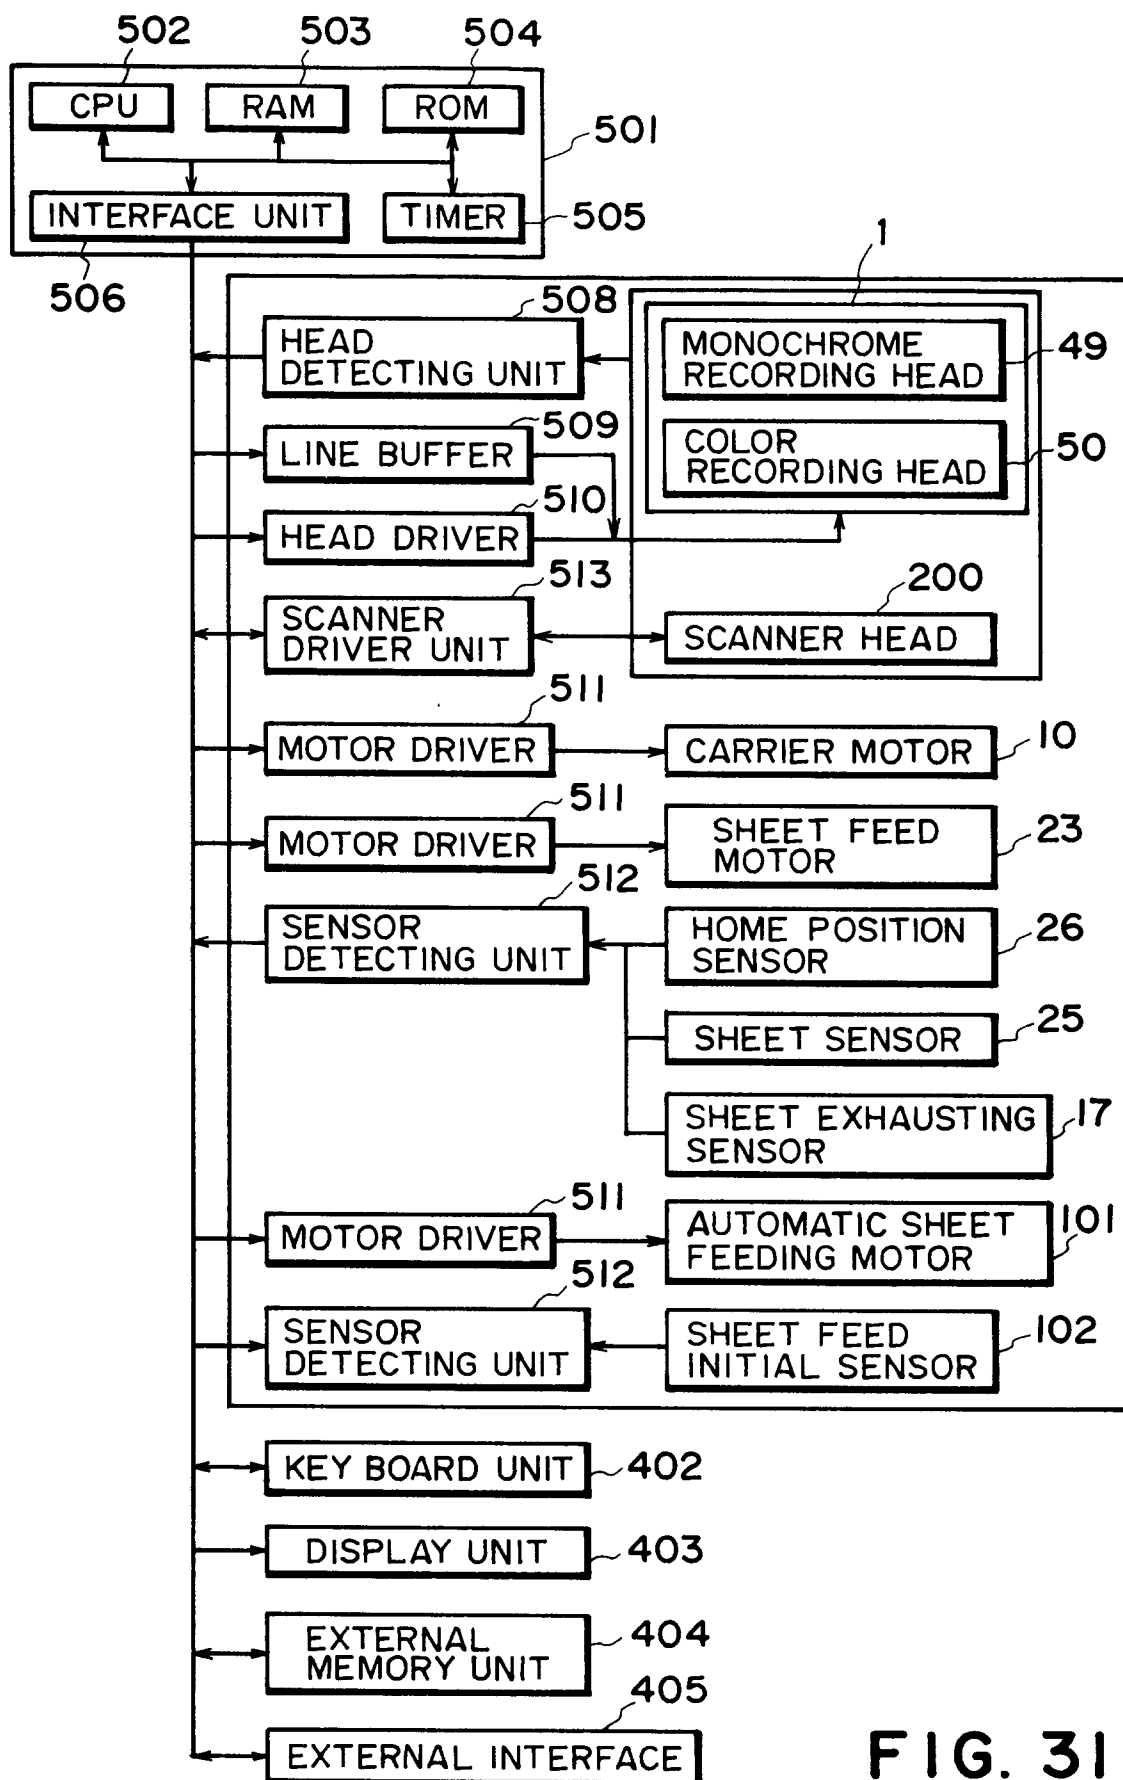 502
503
504
CPU
RAM
ROM
501
INTERFACE UNIT
TIMER
505
506
1
508
HEAD
DETECTING UNIT
MONOCHROME
RECORDING HEAD
49
509
LINE BUFFER
COLOR
RECORDING HEAD
50
510
HEAD DRIVER
513
200
SCANNER
DRIVER UNIT
SCANNER HEAD
511
MOTOR DRIVER
CARRIER MOTOR
10
511
MOTOR DRIVER
SHEET FEED
MOTOR
23
512
SENSOR
DETECTING UNIT
HOME POSITION
SENSOR
26
SHEET SENSOR
25
SHEET EXHAUSTING
SENSOR
17
511
MOTOR DRIVER
AUTOMATIC SHEET
FEEDING MOTOR
101
512
SENSOR
DETECTING UNIT
SHEET FEED
INITIAL SENSOR
102
KEY BOARD UNIT
402
DISPLAY UNIT
403
EXTERNAL
MEMORY UNIT
404
405
EXTERNAL INTERFACE
FIG. 31